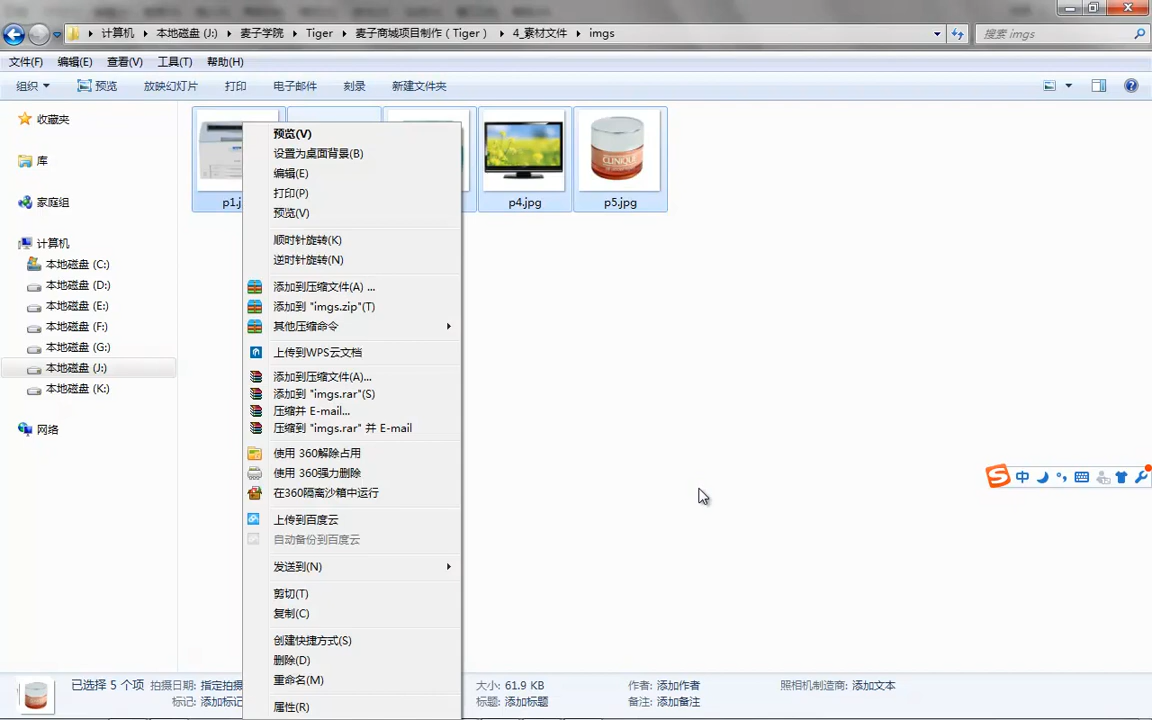 计算机 本地磁盘 (J:) 麦子学院 Tiger 麦子商城项目制作（Tiger） 4_素材文件 imgs 搜索 imgs
文件(F) 编辑(E) 查看(V) 工具(T) 帮助(H)
组织 预览 放映幻灯片 打印 电子邮件 刻录 新建文件夹
收藏夹
库
家庭组
计算机
本地磁盘 (C:)
本地磁盘 (D:)
本地磁盘 (E:)
本地磁盘 (F:)
本地磁盘 (G:)
本地磁盘 (J:)
本地磁盘 (K:)
网络
CLINIQUE
p1.j p4.jpg p5.jpg
预览(V)
设置为桌面背景(B)
编辑(E)
打印(P)
预览(V)
顺时针旋转(K)
逆时针旋转(N)
添加到压缩文件(A) ...
添加到 "imgs.zip"(T)
其他压缩命令
上传到WPS云文档
添加到压缩文件(A)...
添加到 "imgs.rar"(S)
压缩并 E-mail...
压缩到 "imgs.rar" 并 E-mail
使用 360解除占用
使用 360强力删除
在360隔离沙箱中运行
上传到百度云
自动备份到百度云
发送到(N)
剪切(T)
复制(C)
创建快捷方式(S)
删除(D)
重命名(M)
属性(R)
中
已选择 5 个项 拍摄日期: 指定拍摄 大小: 61.9 KB 作者: 添加作者 照相机制造商: 添加文本
标记: 添加标记 标题: 添加标题 备注: 添加备注